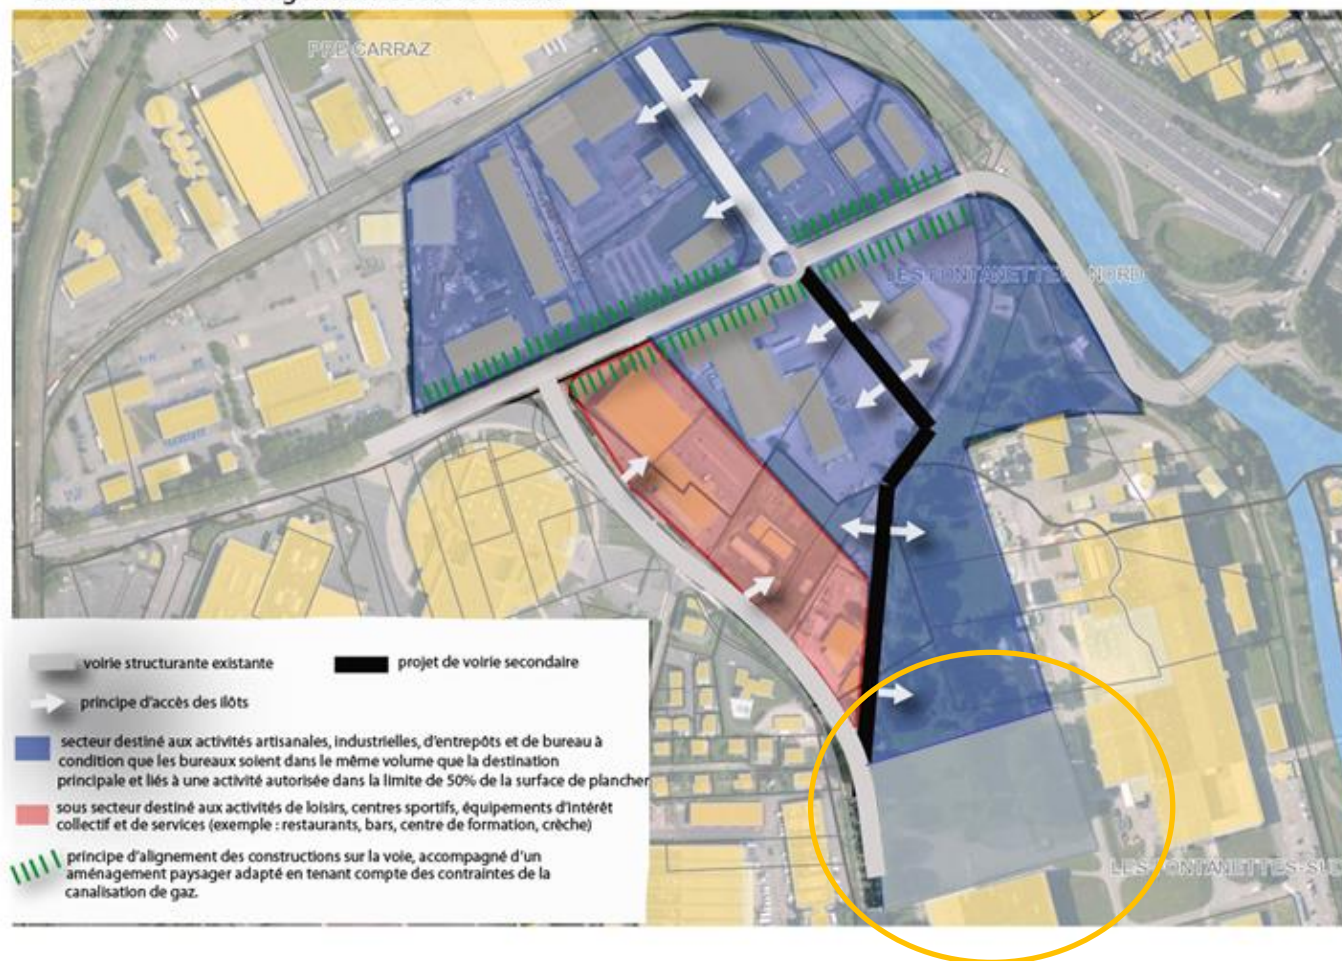 PRE CARRAZ
LES FONTANETTES NORD
voirie structurante existante
projet de voirie secondaire
principe d'accès des ilôts
secteur destiné aux activités artisanales, industrielles, d'entrepôts et de bureau à
condition que les bureaux soient dans le même volume que la destination
principale et liés à une activité autorisée dans la limite de 50% de la surface de plancher
sous secteur destiné aux activités de loisirs, centres sportifs, équipements d'intérêt
collectif et de services (exemple : restaurants, bars, centre de formation, crèche)
principe d'alignement des constructions sur la voie, accompagné d'un
aménagement paysager adapté en tenant compte des contraintes de la
canalisation de gaz.
LES-FONTANETTES-SUD